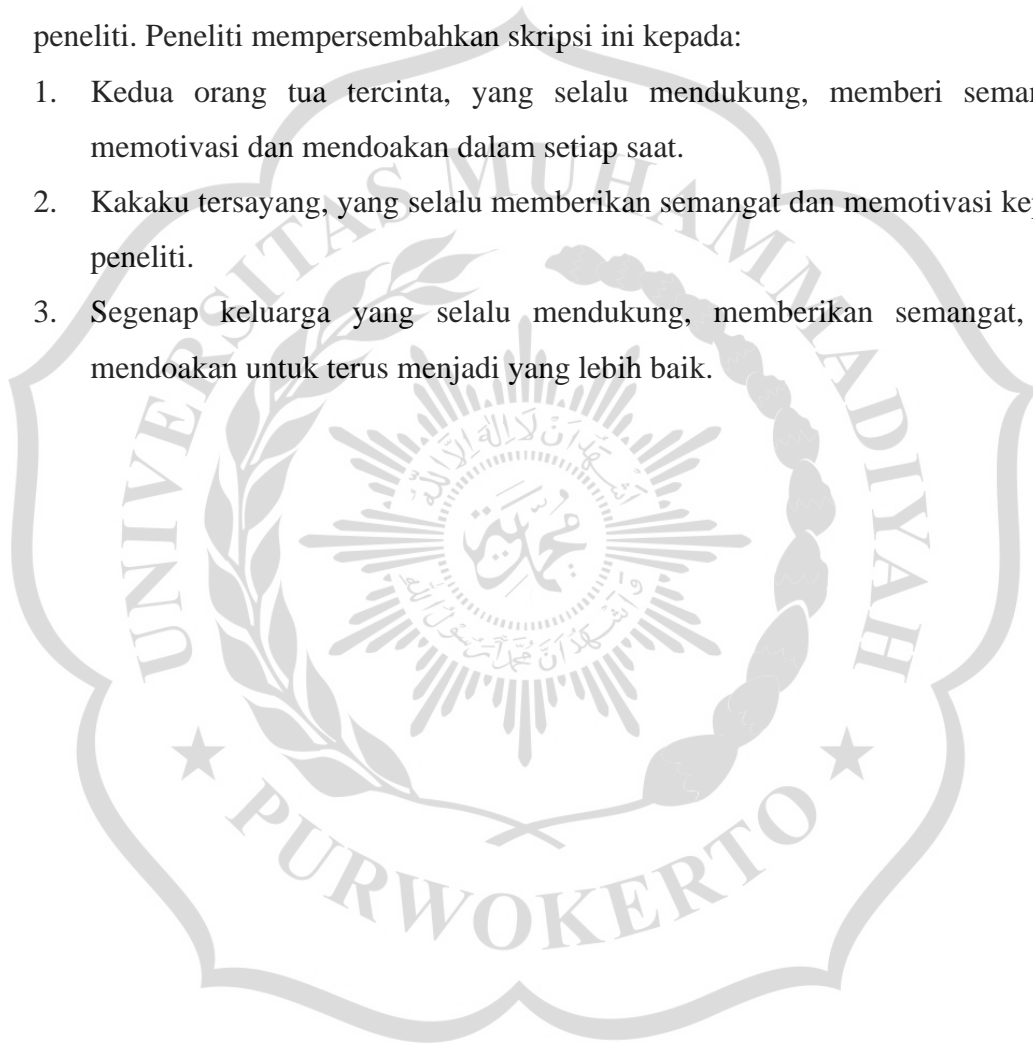 peneliti. Peneliti mempersembahkan skripsi ini kepada:
1. Kedua orang tua tercinta, yang selalu mendukung, memberi
memotivasi dan mendoakan dalam setiap saat.
2. Kakaku tersayang, yang selalu memberikan semangat dan memotivasi
peneliti.
3. Segenap keluarga yang selalu mendukung, memberikan semangat,
mendoakan untuk terus menjadi yang lebih baik.
UNIVERSITAS MUHAMMADIYAH
PURWOKERTO